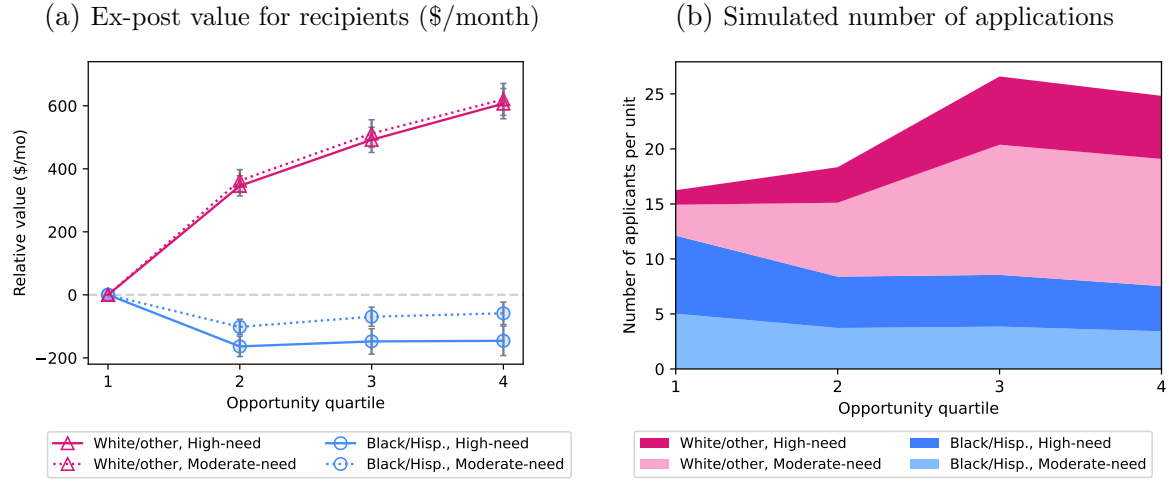 (a) Ex-post value for recipients ($/month)
600
400
200
0
−200
Relative value ($/mo)
1 2 3 4
Opportunity quartile
White/other, High-need
White/other, Moderate-need
Black/Hisp., High-need
Black/Hisp., Moderate-need
(b) Simulated number of applications
25
20
15
10
5
0
Number of applicants per unit
1 2 3 4
Opportunity quartile
White/other, High-need
White/other, Moderate-need
Black/Hisp., High-need
Black/Hisp., Moderate-need